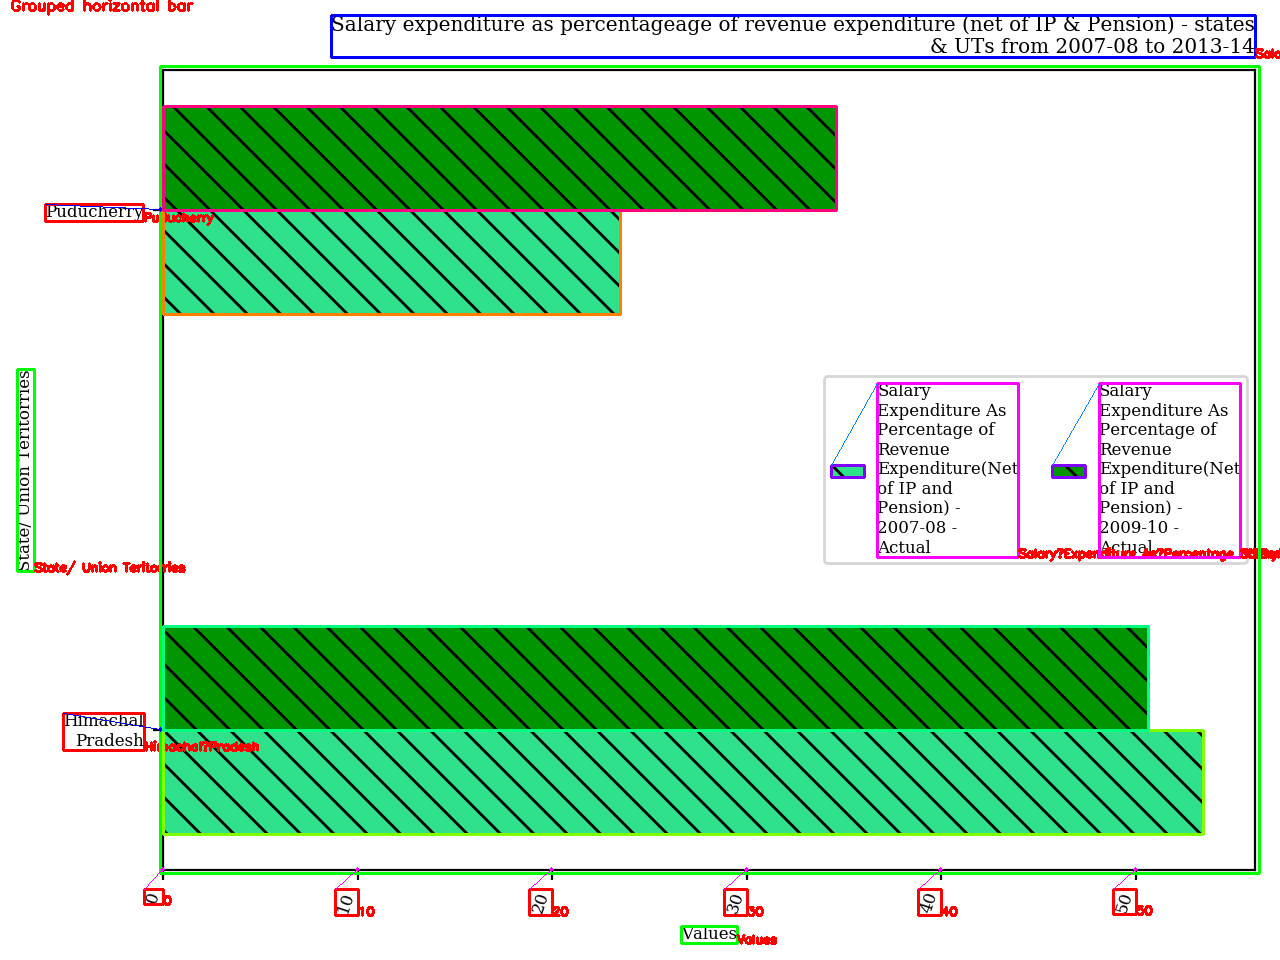 Grouped horizontal bar
Salary expenditure as percentageage of revenue expenditure (net of IP & Pension) - states
& UTs from 2007-08 to 2013-14
Puducherry
Puducherry
State/ Union Teritorries
State/ Union Teritorries
Salary
Expenditure As
Percentage of
Revenue
Expenditure(Net
of IP and
Pension) -
2007-08 -
Actual
Salary
Expenditure As
Percentage of
Revenue
Expenditure(Net
of IP and
Pension) -
2009-10 -
Actual
Salary?Expenditure As?Percentage
Himachal
Pradesh
Himachal?Pradesh
0
0
10
10
20
20
30
30
40
40
50
50
Values
Values